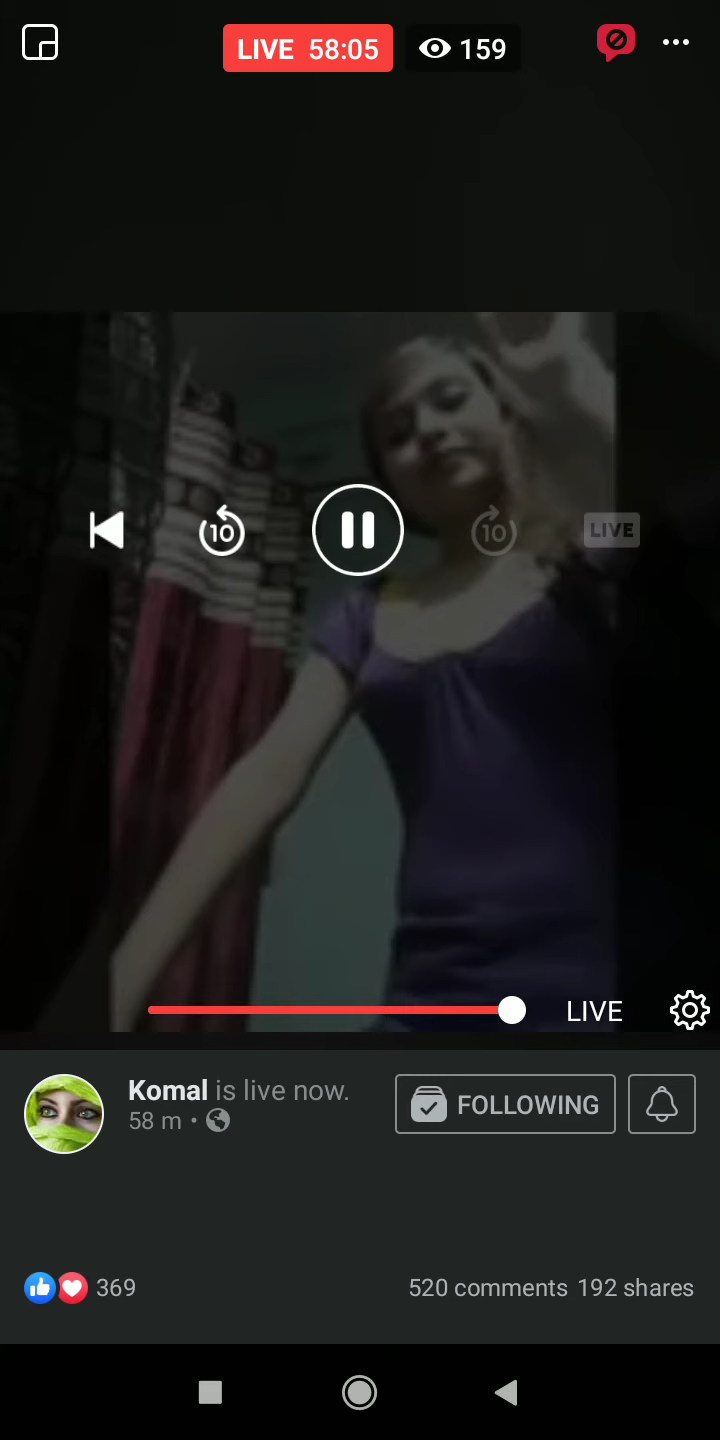 LIVE 58:05 159
10 10 LIVE
LIVE
Komal is live now.
58 m •
FOLLOWING
369 520 comments 192 shares